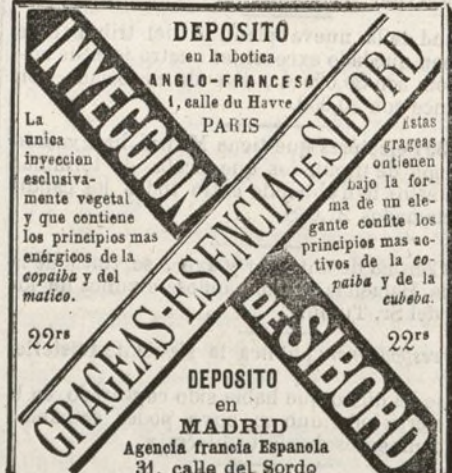 DEPOSITO
en la botica
ANGLO-FRANCESA
1, calle du Havre
PARIS
INYECCION
DE SIBORD
GRAGEAS-ESENCIA DE SIBORD
La
unica
inyeccion
esclusiva-
mente vegetal
y que contiene
los principios mas
enérgicos de la
copaiba y del
matico.
22rs
Estas
grageas
contienen
bajo la for-
ma de un ele-
gante confite los
principios mas ac-
tivos de la co-
paiba y de la
cubeba.
22rs
DEPOSITO
en
MADRID
Agencia francia Espanola
31, calle del Sordo